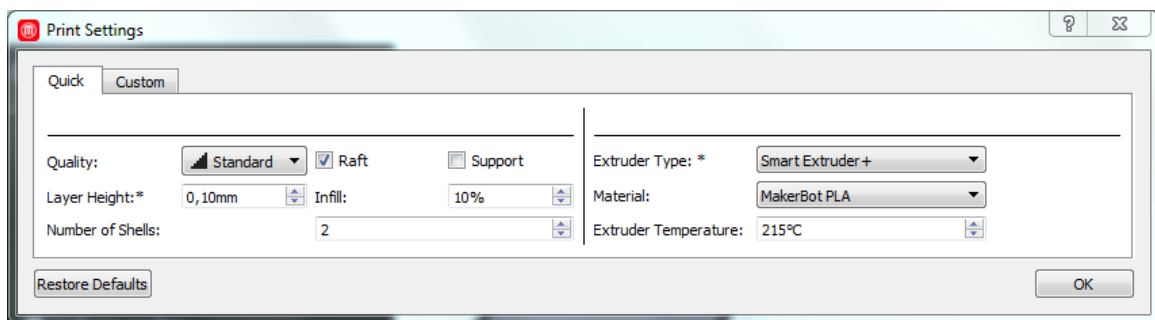 Print Settings
Quick Custom
Quality: Standard Raft Support
Layer Height:* 0,10mm Infill: 10%
Number of Shells: 2
Extruder Type: * Smart Extruder+
Material: MakerBot PLA
Extruder Temperature: 215°C
Restore Defaults OK